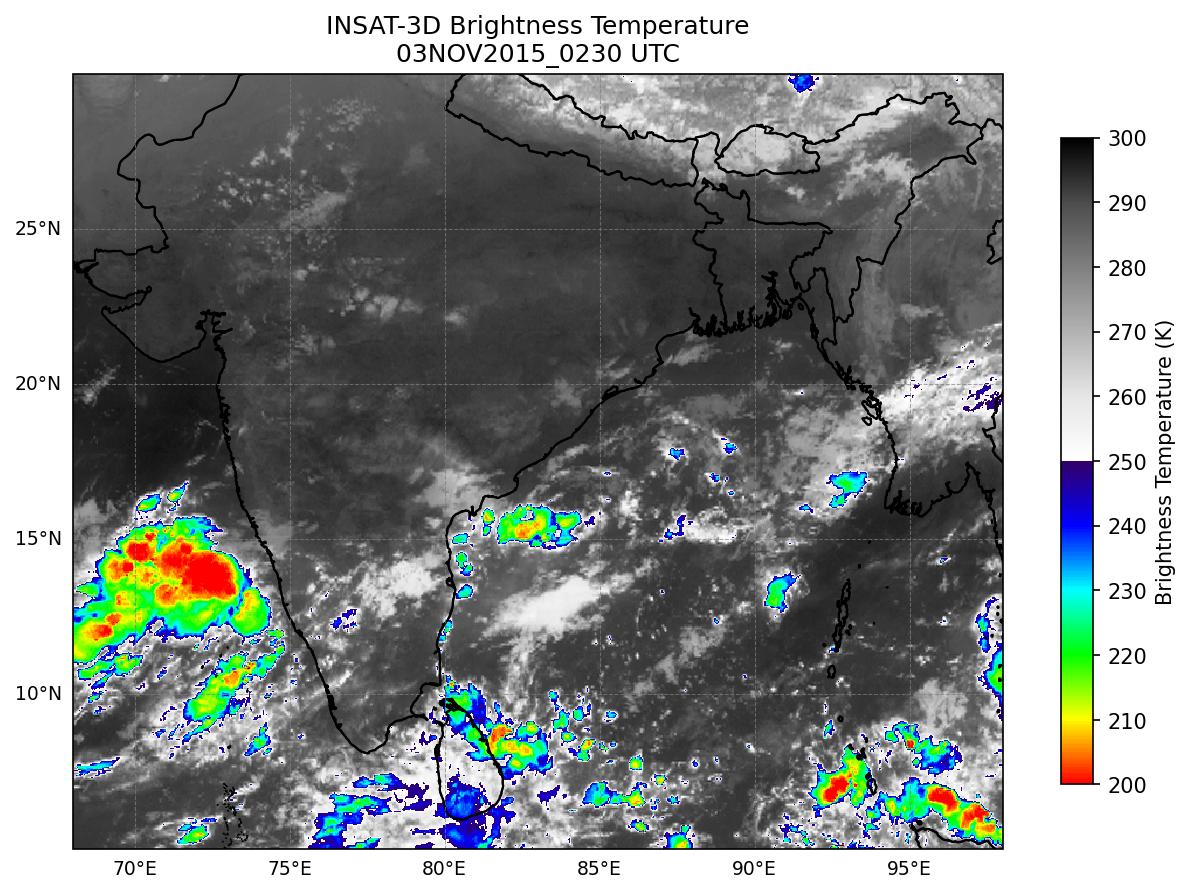 INSAT-3D Brightness Temperature
03NOV2015_0230 UTC
25°N
20°N
15°N
10°N
70°E
75°E
80°E
85°E
90°E
95°E
300
290
280
270
260
250
240
230
220
210
200
Brightness Temperature (K)